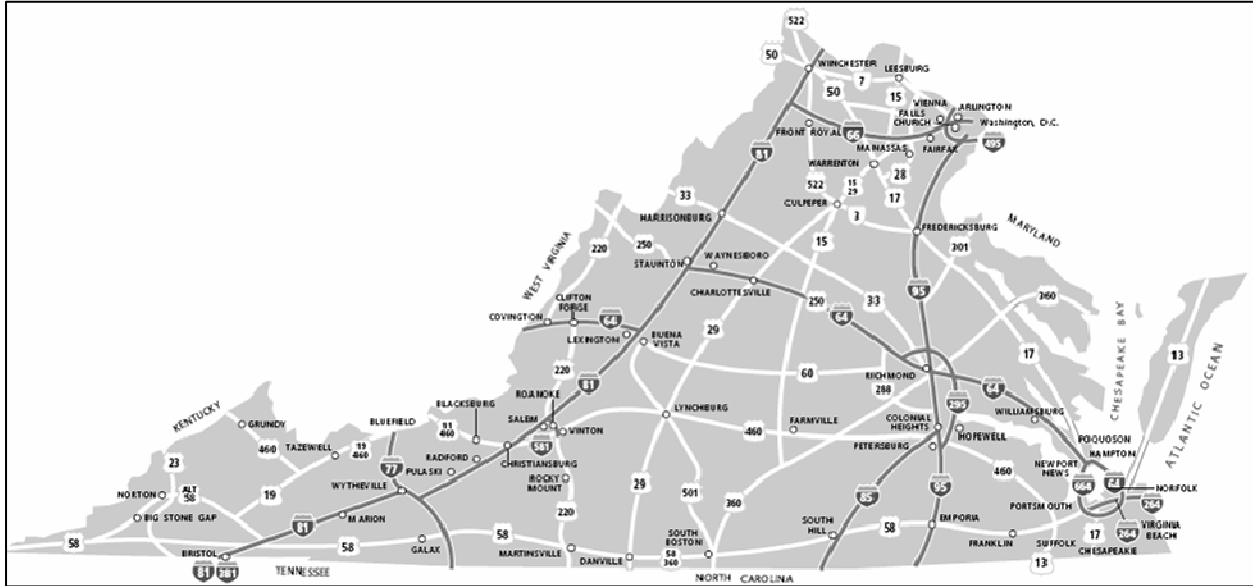 522
50
WINCHESTER
LEESBURG
7
50
15
VIENNA
ARLINGTON
FALLS
CHURCH
Washington, D.C.
FRONT ROYAL
66
FAIRFAX
MANASSAS
495
81
WARRENTON
28
522
15
29
17
33
CULPEPER
3
HARRISONBURG
FREDERICKSBURG
MARYLAND
15
301
220
250
WEST VIRGINIA
STAUNTON
WAYNESBORO
CHARLOTTESVILLE
95
360
250
33
64
CLIFTON
FORGE
COVINGTON
64
LEXINGTON
BUENA
VISTA
29
17
13
CHESAPEAKE BAY
ATLANTIC OCEAN
220
81
60
RICHMOND
288
64
ROANOKE
BLACKSBURG
295
KENTUCKY
GRUNDY
BLUEFIELD
11
460
SALEM
VINTON
LYNCHBURG
460
FARMVILLE
COLONIAL
HEIGHTS
HOPEWELL
WILLIAMSBURG
PETERSBURG
POQUOSON
HAMPTON
460
TAZEWELL
19
460
RADFORD
581
CHRISTIANSBURG
23
77
PULASKI
ROCKY
MOUNT
460
NEWPORT
NEWS
NORTON
ALT
58
19
WYTHEVILLE
29
501
360
85
95
664
64
NORFOLK
PORTSMOUTH
264
BIG STONE GAP
MARION
81
220
SOUTH
HILL
58
EMPORIA
58
58
58
GALAX
MARTINSVILLE
DANVILLE
SOUTH
BOSTON
58
360
FRANKLIN
SUFFOLK
17
264
VIRGINIA
BEACH
CHESAPEAKE
BRISTOL
81
381
TENNESSEE
NORTH CAROLINA
13